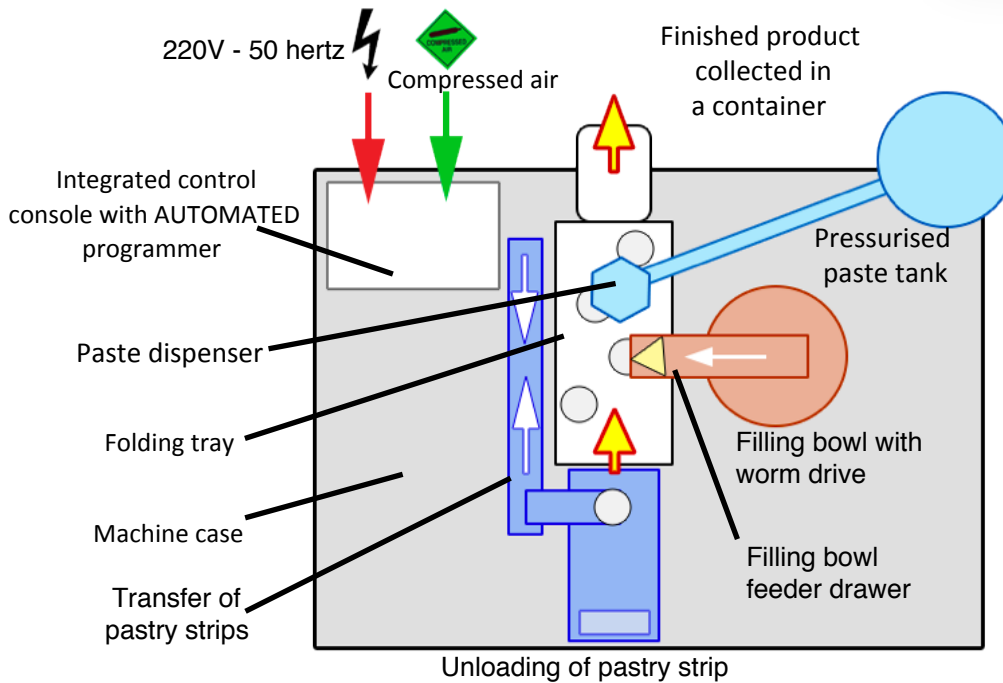 220V - 50 hertz
COMPRESSED
AIR
Compressed air
Finished product
collected in
a container
Integrated control
console with AUTOMATED
programmer
Pressurised
paste tank
Paste dispenser
Folding tray
Filling bowl with
worm drive
Machine case
Filling bowl
feeder drawer
Transfer of
pastry strips
Unloading of pastry strip